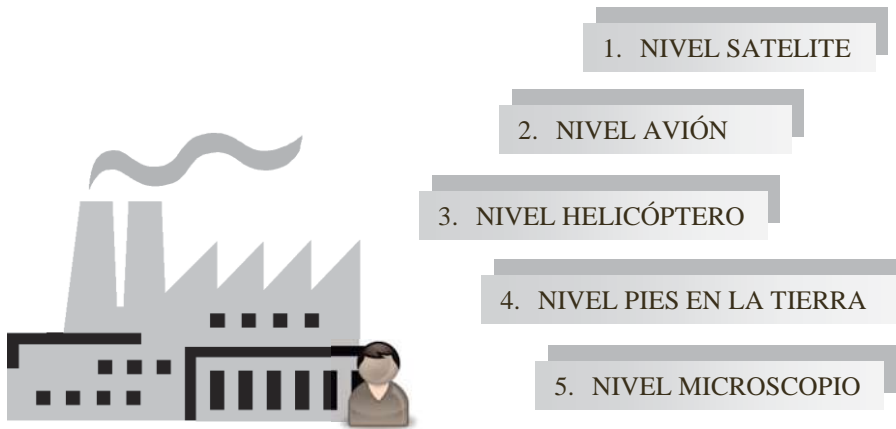 1. NIVEL SATELITE
2. NIVEL AVIÓN
3. NIVEL HELICÓPTERO
4. NIVEL PIES EN LA TIERRA
5. NIVEL MICROSCOPIO